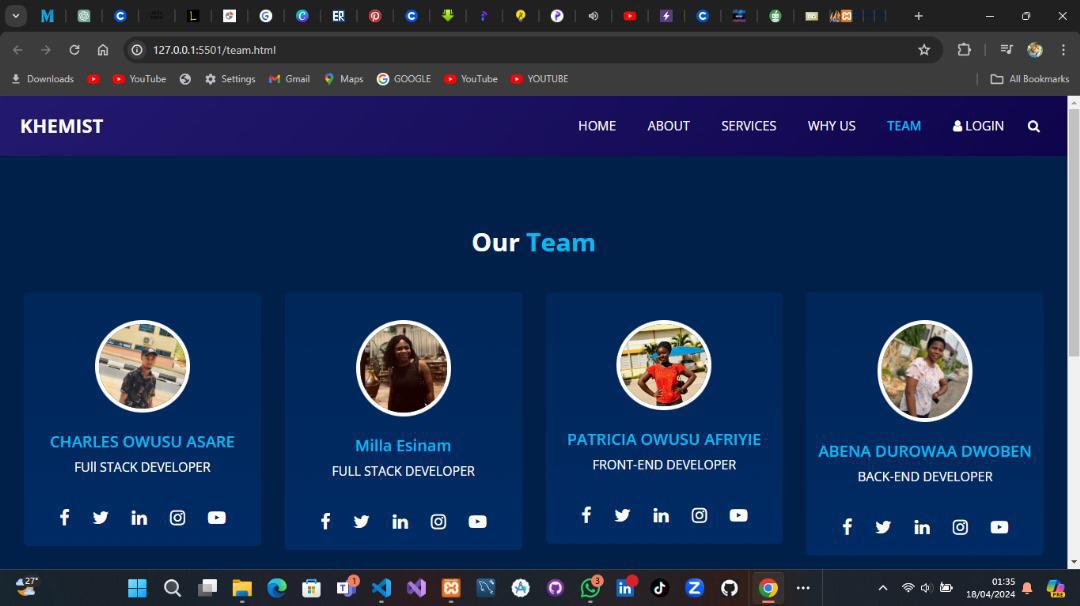 127.0.0.1:5501/team.html
Downloads YouTube Settings Gmail Maps GOOGLE YouTube YOUTUBE All Bookmarks
KHEMIST HOME ABOUT SERVICES WHY US TEAM LOGIN
Our Team
CHARLES OWUSU ASARE
FUll STACK DEVELOPER
Milla Esinam
FULL STACK DEVELOPER
PATRICIA OWUSU AFRIYIE
FRONT-END DEVELOPER
ABENA DUROWAA DWOBEN
BACK-END DEVELOPER
27°
1
3
01:35
18/04/2024